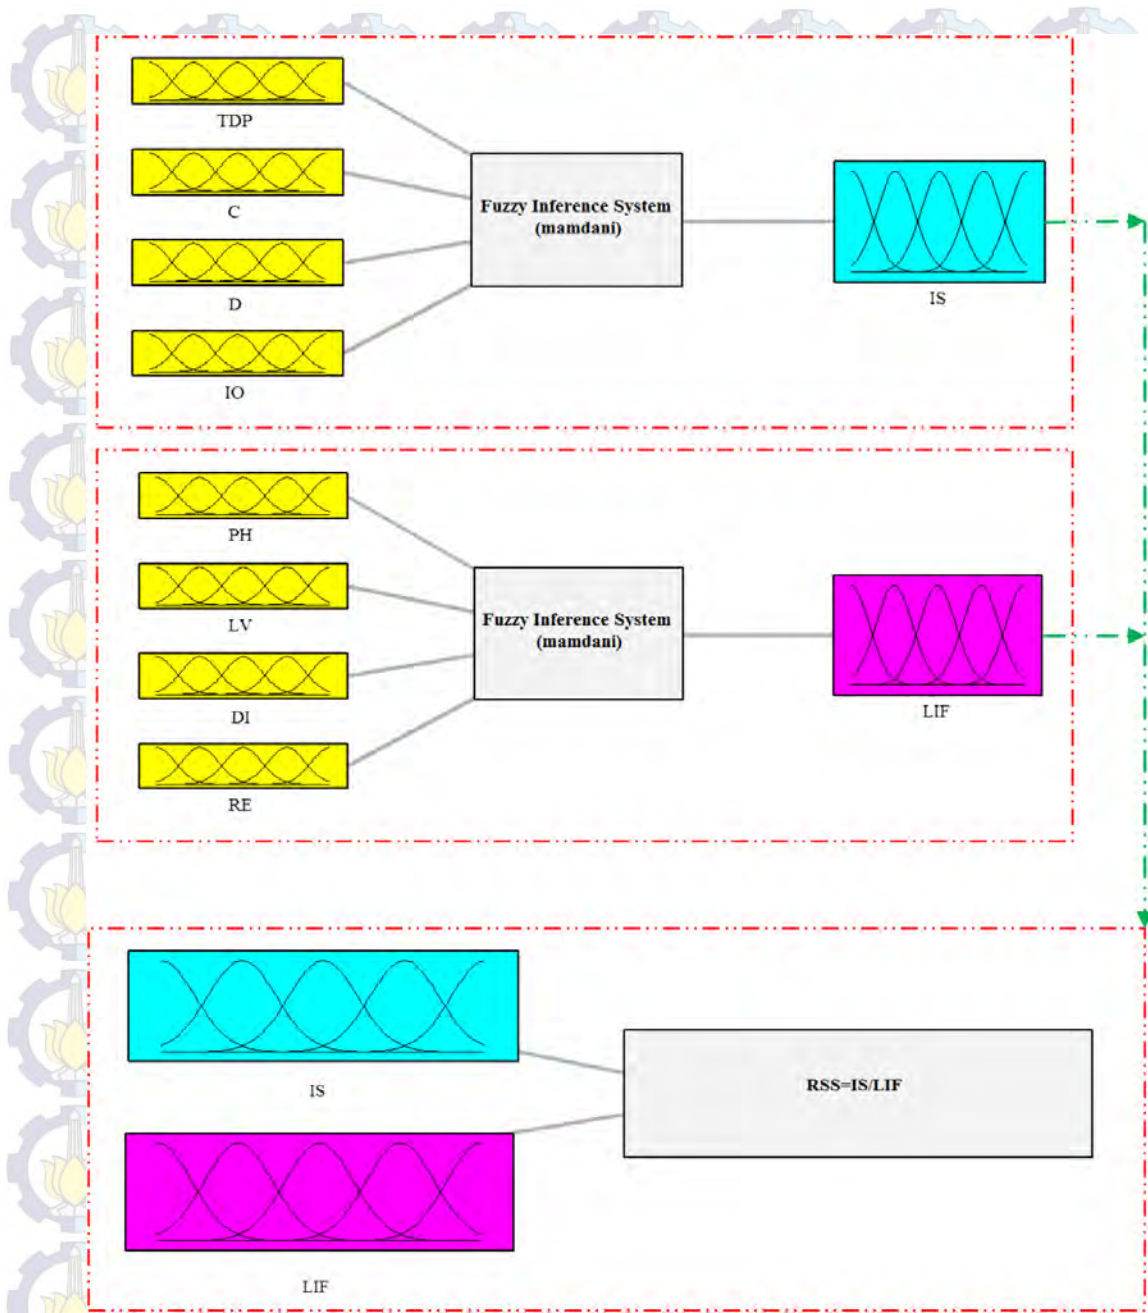 TDP
C
D
IO
Fuzzy Inference System
(mamdani)
IS
PH
LV
DI
RE
Fuzzy Inference System
(mamdani)
LIF
IS
LIF
RSS=IS/LIF